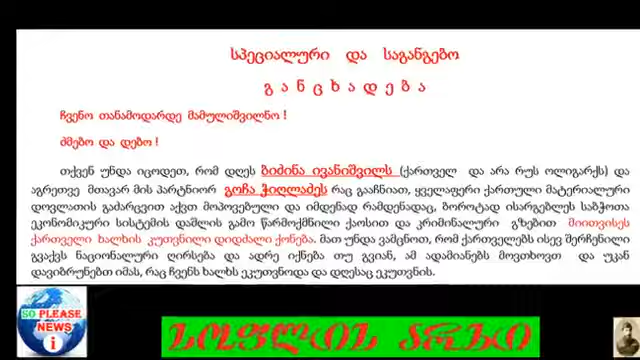 სპეციალური და საგანგებო
გ ა ნ ც ხ ა დ ე ბ ა
ჩვენო თანამოდარდე მამულიშვილნო !
ძმებო და დებო !
თქვენ უნდა იცოდეთ, რომ დღეს ბიძინა ივანიშვილს (ქართველ და არა რუს ოლიგარქს) და
აგრეთვე მთავარ მის პარტნიორ გოჩა ჭიღლაძეს რაც გააჩნიათ, ყველაფერი ქართული მატერიალური
დოვლათის გაძარცვით აქვთ მოპოვებული და იმდენად რამდენადაც, ბოროტად ისარგებლეს საბჭოთა
ეკონომიკური სისტემის დაშლის გამო წარმოქმნილი ქაოსით და კრიმინალური გზებით მიითვისეს
ქართველი ხალხის კუთვნილი დიდძალი ქონება. მათ უნდა ვამცნოთ, რომ ქართველებს ისევ შერჩენილი
გვაქვს ნაციონალური ღირსება და ადრე იქნება თუ გვიან, ამ ადამიანებს მოვთხოვთ და უკან
დავიბრუნებთ იმას, რაც ჩვენს ხალხს ეკუთვნოდა და დღესაც ეკუთვნის.
SO PLEASE
NEWS
i
სოფლის არხი